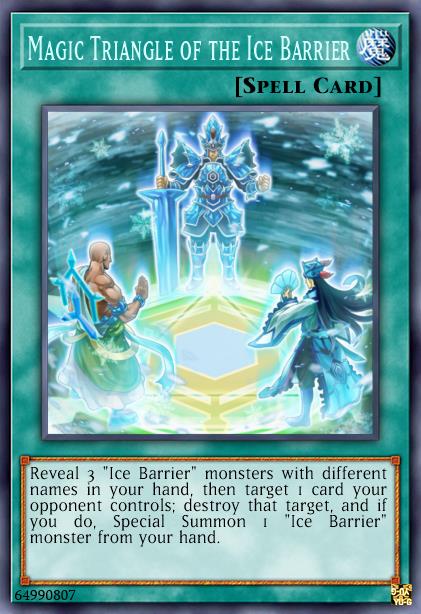 Magic Triangle of the Ice Barrier
[Spell Card]
Reveal 3 "Ice Barrier" monsters with different
names in your hand, then target 1 card your
opponent controls; destroy that target, and if
you do, Special Summon 1 "Ice Barrier"
monster from your hand.
64990807